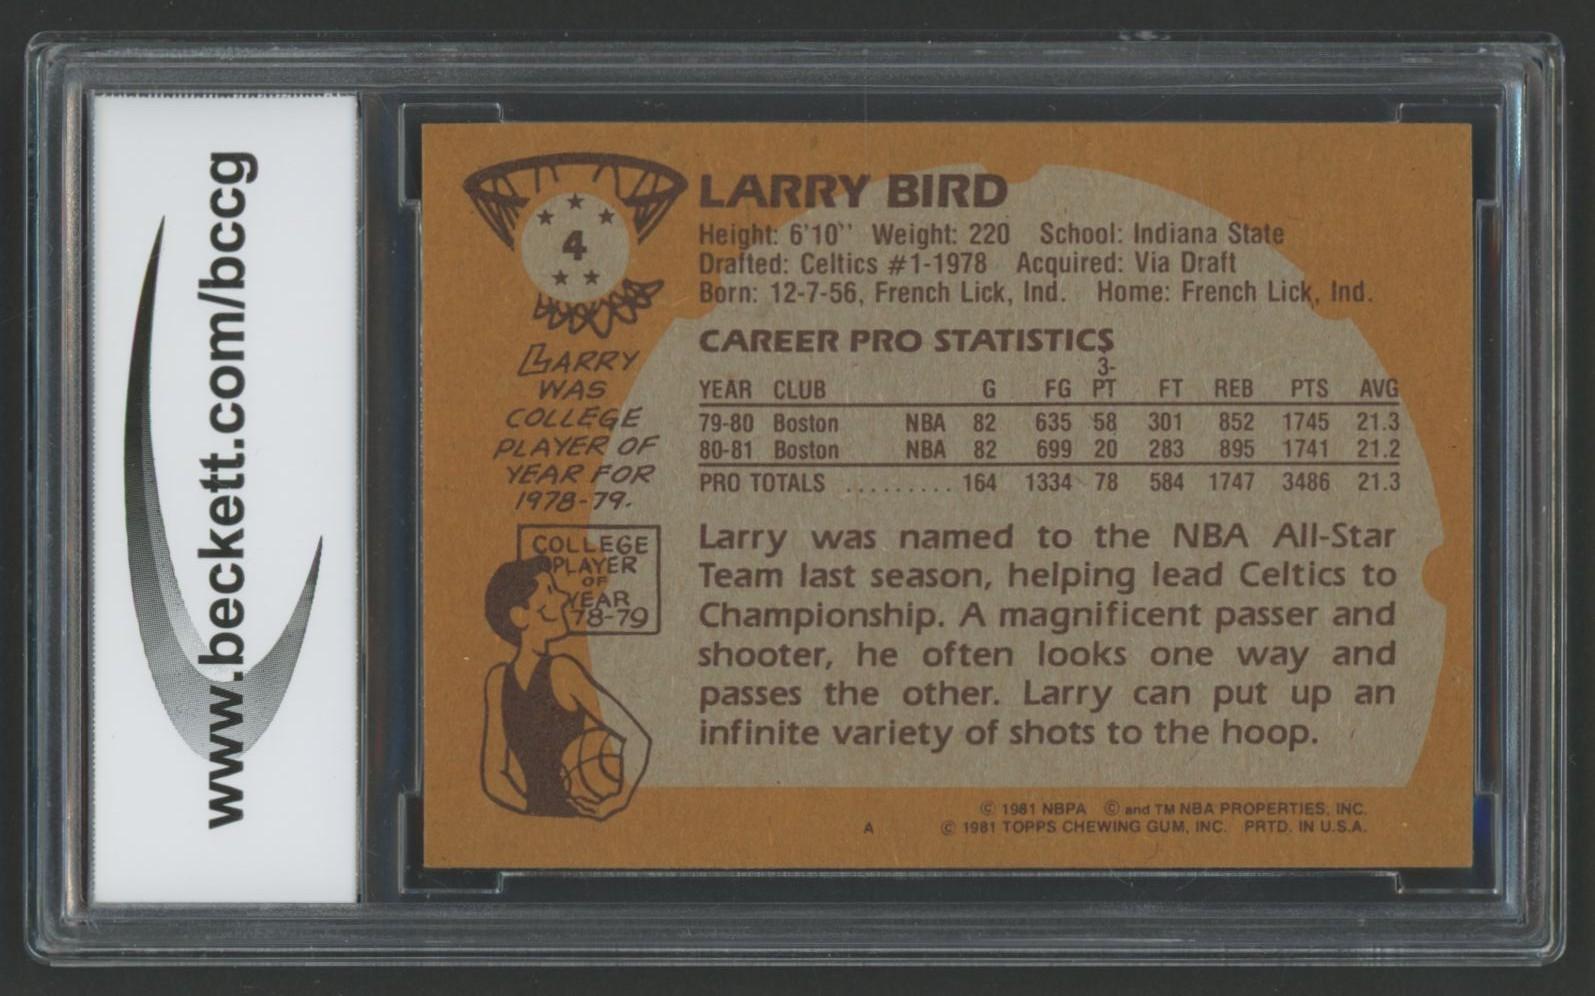 www.beckett.com/bccg
4
LARRY BIRD
Height: 6'10'' Weight: 220 School: Indiana State
Drafted: Celtics #1-1978 Acquired: Via Draft
Born: 12-7-56, French Lick, Ind. Home: French Lick, Ind.
CAREER PRO STATISTICS
3-
YEAR CLUB G FG PT FT REB PTS AVG
79-80 Boston NBA 82 635 58 301 852 1745 21.3
80-81 Boston NBA 82 699 20 283 895 1741 21.2
PRO TOTALS .......... 164 1334 78 584 1747 3486 21.3
LARRY
WAS
COLLEGE
PLAYER OF
YEAR FOR
1978-79.
COLLEGE
PLAYER
OF
YEAR
78-79
Larry was named to the NBA All-Star
Team last season, helping lead Celtics to
Championship. A magnificent passer and
shooter, he often looks one way and
passes the other. Larry can put up an
infinite variety of shots to the hoop.
© 1981 NBPA © and TM NBA PROPERTIES, INC.
A © 1981 TOPPS CHEWING GUM, INC. PRTD. IN U.S.A.